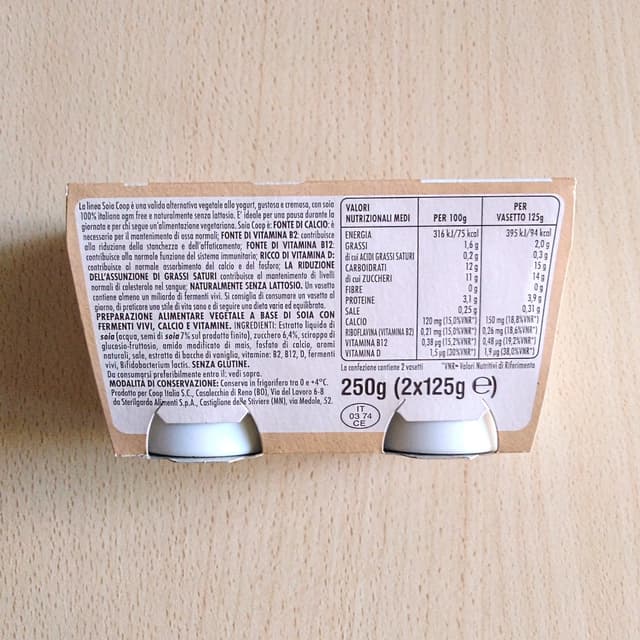 La linea Soia Coop è una valida alternativa vegetale allo yogurt, gustosa e cremosa, con soia
100% italiana ogm free e naturalmente senza lattosio. E' ideale per una pausa durante la
giornata e per chi segue un'alimentazione vegetariana. Soia Coop è: FONTE DI CALCIO: è
necessario per il mantenimento di ossa normali; FONTE DI VITAMINA B2: contribuisce
alla riduzione della stanchezza e dell'affaticamento; FONTE DI VITAMINA B12:
contribuisce alla normale funzione del sistema immunitario; RICCO DI VITAMINA D:
contribuisce al normale assorbimento del calcio e del fosforo; LA RIDUZIONE
DELL'ASSUNZIONE DI GRASSI SATURI contribuisce al mantenimento di livelli
normali di colesterolo nel sangue; NATURALMENTE SENZA LATTOSIO. Un vasetto
contiene almeno un miliardo di fermenti vivi. Si consiglia di consumare un vasetto al
giorno, di praticare uno stile di vita sano e di seguire una dieta varia ed equilibrata.
PREPARAZIONE ALIMENTARE VEGETALE A BASE DI SOIA CON
FERMENTI VIVI, CALCIO E VITAMINE. INGREDIENTI: Estratto liquido di
soia (acqua, semi di soia 7% sul prodotto finito), zucchero 6,4%, sciroppo di
glucosio-fruttosio, amido modificato di mais, fosfato di calcio, aromi
naturali, sale, estratto di bacche di vaniglia, vitamine: B2, B12, D, fermenti
vivi, Bifidobacterium lactis. SENZA GLUTINE.
Da consumarsi preferibilmente entro il: vedi sopra.
MODALITÀ DI CONSERVAZIONE: Conserva in frigorifero tra 0 e +4°C.
Prodotto per Coop Italia S.C., Casalecchio di Reno (BO), Via del Lavoro 6-8
da Sterilgarda Alimenti S.p.A., Castiglione delle Stiviere (MN), via Medole, 52.
VALORI NUTRIZIONALI MEDI PER 100g PER VASETTO 125g
ENERGIA 316 kJ/75 kcal 395 kJ/94 kcal
GRASSI 1,6 g 2,0 g
di cui ACIDI GRASSI SATURI 0,2 g 0,3 g
CARBOIDRATI 12 g 15 g
di cui ZUCCHERI 11 g 14 g
FIBRE 0 g 0 g
PROTEINE 3,1 g 3,9 g
SALE 0,25 g 0,31 g
CALCIO 120 mg (15,0%VNR*) 150 mg (18,8%VNR*)
RIBOFLAVINA (VITAMINA B2) 0,21 mg (15,0%VNR*) 0,26 mg (18,6%VNR*)
VITAMINA B12 0,38 µg (15,2%VNR*) 0,48 µg (19,2%VNR*)
VITAMINA D 1,5 µg (30%VNR*) 1,9 µg (38,0%VNR*)
La confezione contiene 2 vasetti *VNR= Valori Nutritivi di Riferimento
250g (2x125g ℮)
IT
03 74
CE